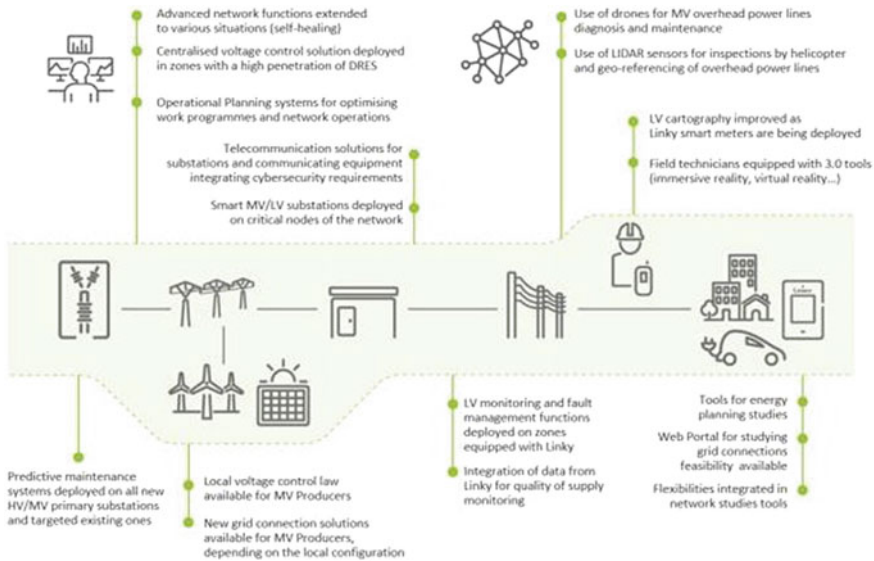 Advanced network functions extended
to various situations (self-healing)
Centralised voltage control solution deployed
in zones with a high penetration of DRES
Operational Planning systems for optimising
work programmes and network operations
Telecommunication solutions for
substations and communicating equipment
integrating cybersecurity requirements
Smart MV/LV substations deployed
on critical nodes of the network
Use of drones for MV overhead power lines
diagnosis and maintenance
Use of LIDAR sensors for inspections by helicopter
and geo-referencing of overhead power lines
LV cartography improved as
Linky smart meters are being deployed
Field technicians equipped with 3.0 tools
(immersive reality, virtual reality...)
Linky
Predictive maintenance
systems deployed on all new
HV/MV primary substations
and targeted existing ones
Local voltage control law
available for MV Producers
New grid connection solutions
available for MV Producers,
depending on the local configuration
LV monitoring and fault
management functions
deployed on zones
equipped with Linky
Integration of data from
Linky for quality of supply
monitoring
Tools for energy
planning studies
Web Portal for studying
grid connections
feasibility available
Flexibilities integrated in
network studies tools